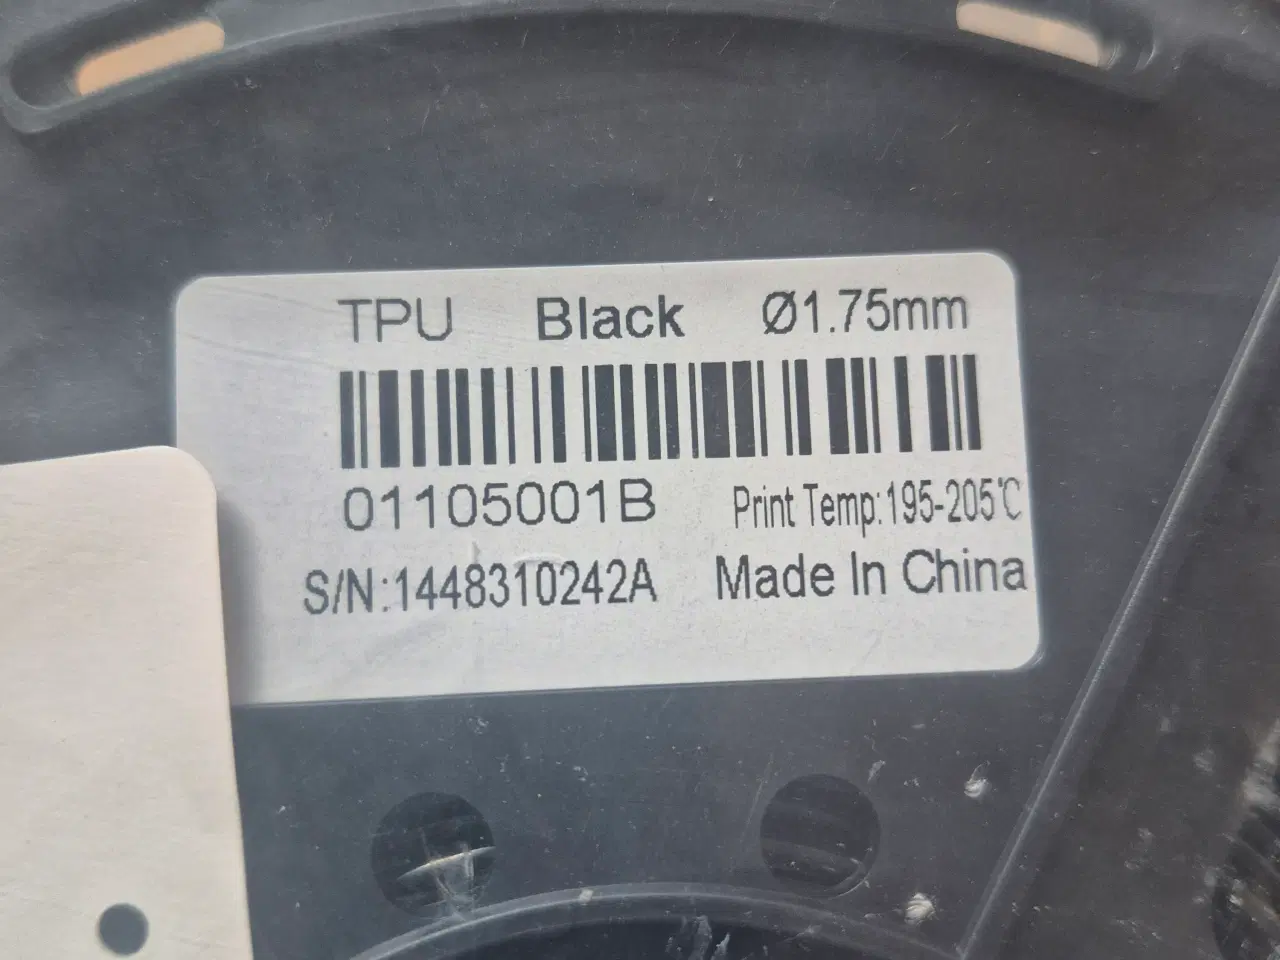 TPU Black Ø1.75mm
01105001B Print Temp:195-205℃
S/N:1448310242A Made In China